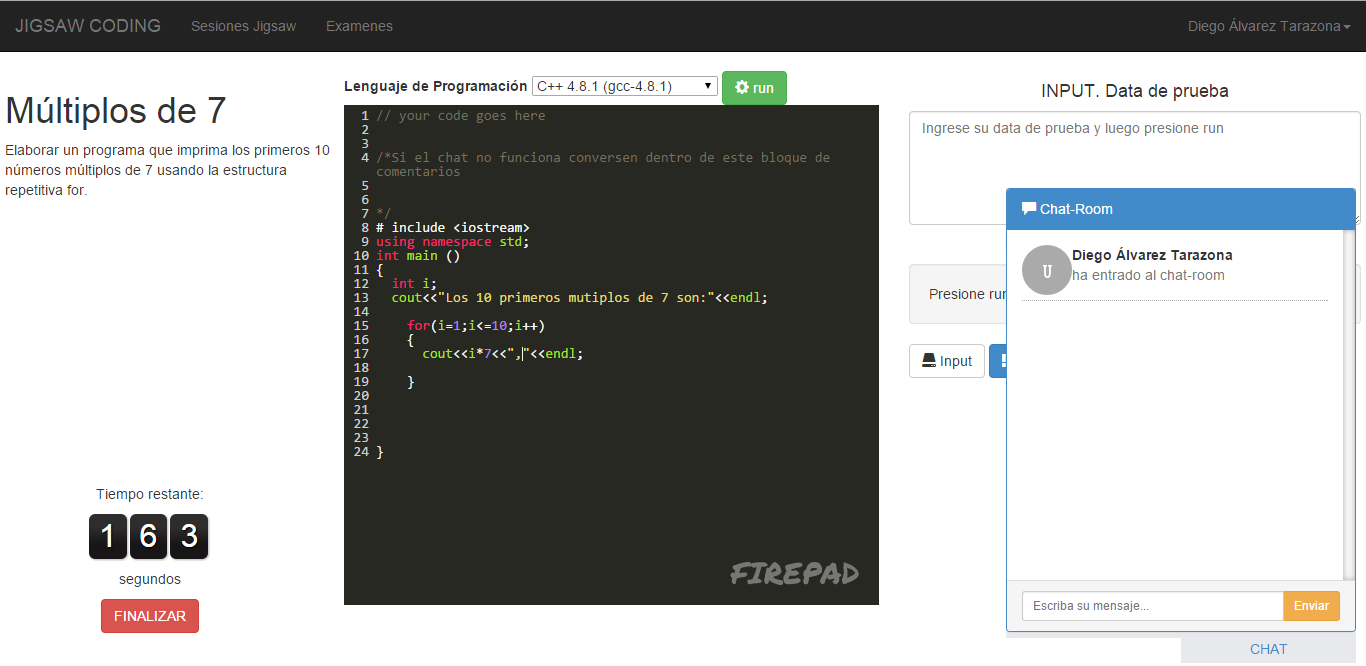 JIGSAW CODING Sesiones Jigsaw Examenes Diego Álvarez Tarazona
Múltiplos de 7
Elaborar un programa que imprima los primeros 10
números múltiplos de 7 usando la estructura
repetitiva for.
Tiempo restante:
1 6 3
segundos
FINALIZAR
Lenguaje de Programación C++ 4.8.1 (gcc-4.8.1) run
1 // your code goes here
2
3
4 /*Si el chat no funciona conversen dentro de este bloque de
comentarios
5
6
7 */
8 # include <iostream>
9 using namespace std;
10 int main ()
11 {
12 int i;
13 cout<<"Los 10 primeros mutiplos de 7 son:"<<endl;
14
15 for(i=1;i<=10;i++)
16 {
17 cout<<i*7<<","<<endl;
18
19 }
20
21
22
23
24 }
FIREPAD
INPUT. Data de prueba
Ingrese su data de prueba y luego presione run
Presione run
Input
Chat-Room
U
Diego Álvarez Tarazona
ha entrado al chat-room
Escriba su mensaje... Enviar
CHAT